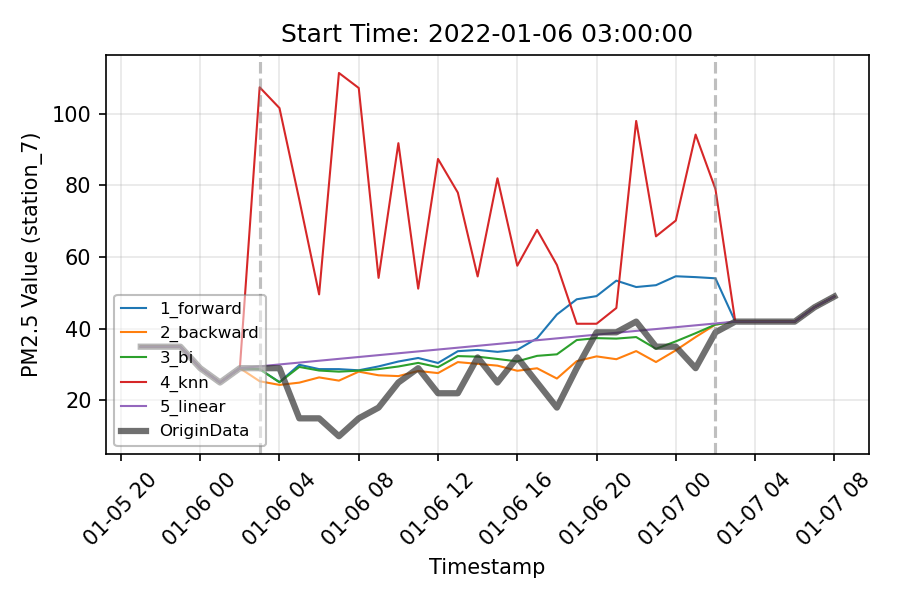 Start Time: 2022-01-06 03:00:00
PM2.5 Value (station_7)
100
80
60
40
20
1_forward
2_backward
3_bi
4_knn
5_linear
OriginData
01-05 20
01-06 00
01-06 04
01-06 08
01-06 12
01-06 16
01-06 20
01-07 00
01-07 04
01-07 08
Timestamp